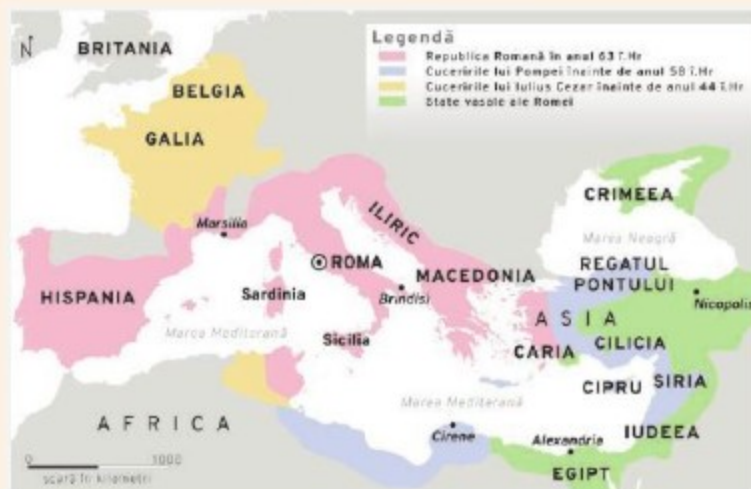 Legendă
Republica Romană în anul 63 î.Hr
Cuceririle lui Pompei înainte de anul 58 î.Hr
Cuceririle lui Iulius Cezar înainte de anul 44 î.Hr
State vasale ale Romei
N
BRITANIA
BELGIA
GALIA
CRIMEEA
Marsilia
ILIRIC
Marea Neagră
ROMA
REGATUL
PONTULUI
HISPANIA
Sardinia
Brindisi
MACEDONIA
Nicopolis
ASIA
Marea Mediterană
Sicilia
CARIA
CILICIA
CIPRU
SIRIA
Marea Mediterană
AFRICA
Cirene
Alexandria
IUDEEA
EGIPT
0 1000
scară în kilometri